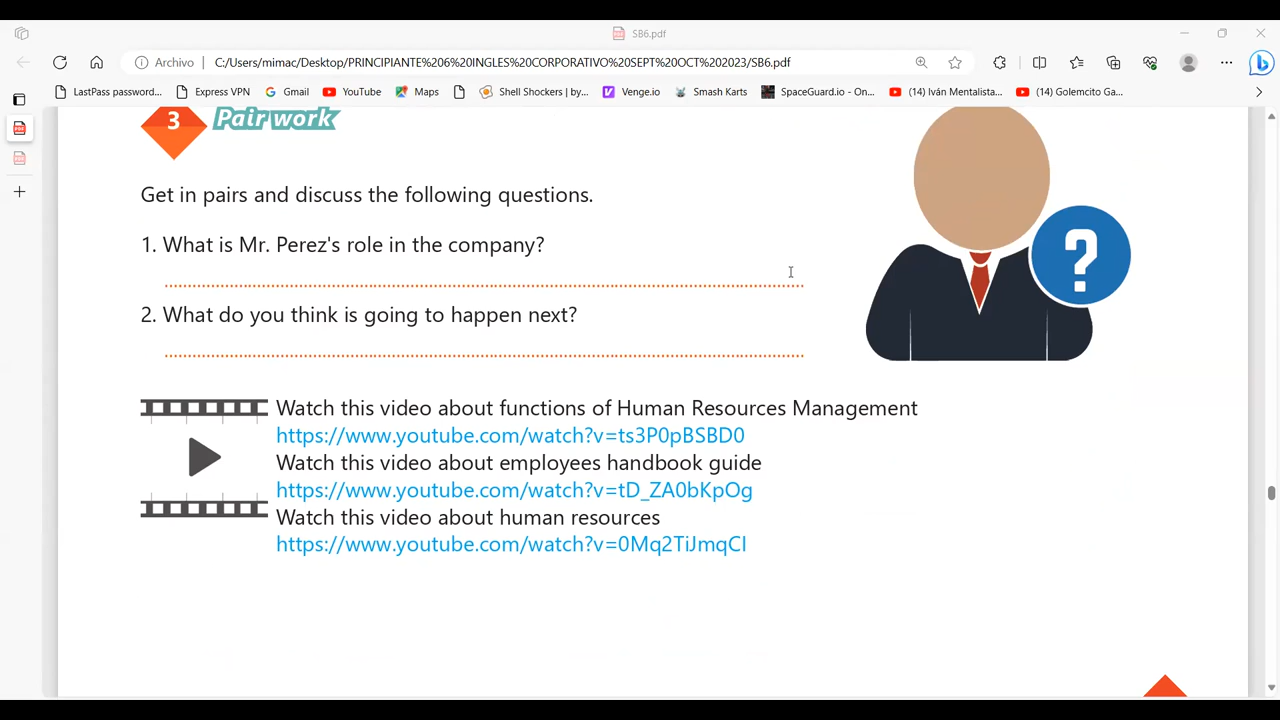 SB6.pdf
Archivo C:/Users/mimac/Desktop/PRINCIPIANTE%206%20INGLES%20CORPORATIVO%20SEPT%20OCT%202023/SB6.pdf
LastPass password... Express VPN Gmail YouTube Maps Shell Shockers | by... Venge.io Smash Karts SpaceGuard.io - On... (14) Iván Mentalista... (14) Golemcito Ga...
3 Pair work
Get in pairs and discuss the following questions.
1. What is Mr. Perez's role in the company?
?
2. What do you think is going to happen next?
Watch this video about functions of Human Resources Management
https://www.youtube.com/watch?v=ts3P0pBSBD0
Watch this video about employees handbook guide
https://www.youtube.com/watch?v=tD_ZA0bKpOg
Watch this video about human resources
https://www.youtube.com/watch?v=0Mq2TiJmqCI